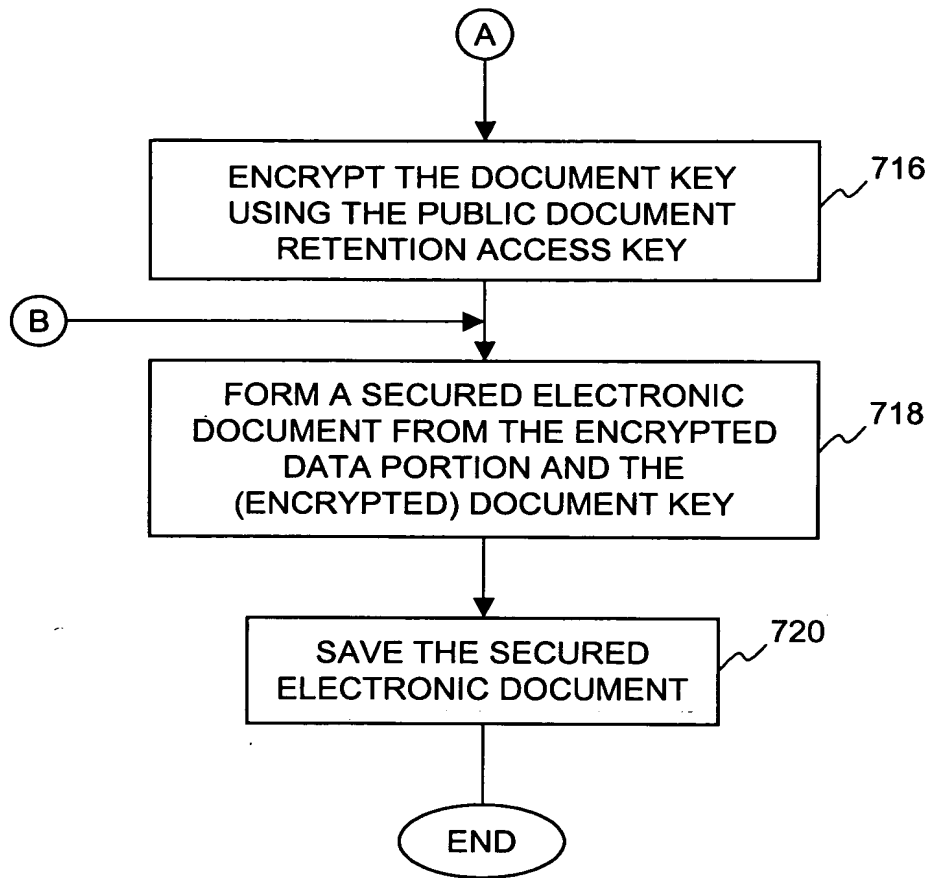 A
ENCRYPT THE DOCUMENT KEY
USING THE PUBLIC DOCUMENT
RETENTION ACCESS KEY
716
B
FORM A SECURED ELECTRONIC
DOCUMENT FROM THE ENCRYPTED
DATA PORTION AND THE
(ENCRYPTED) DOCUMENT KEY
718
SAVE THE SECURED
ELECTRONIC DOCUMENT
720
END